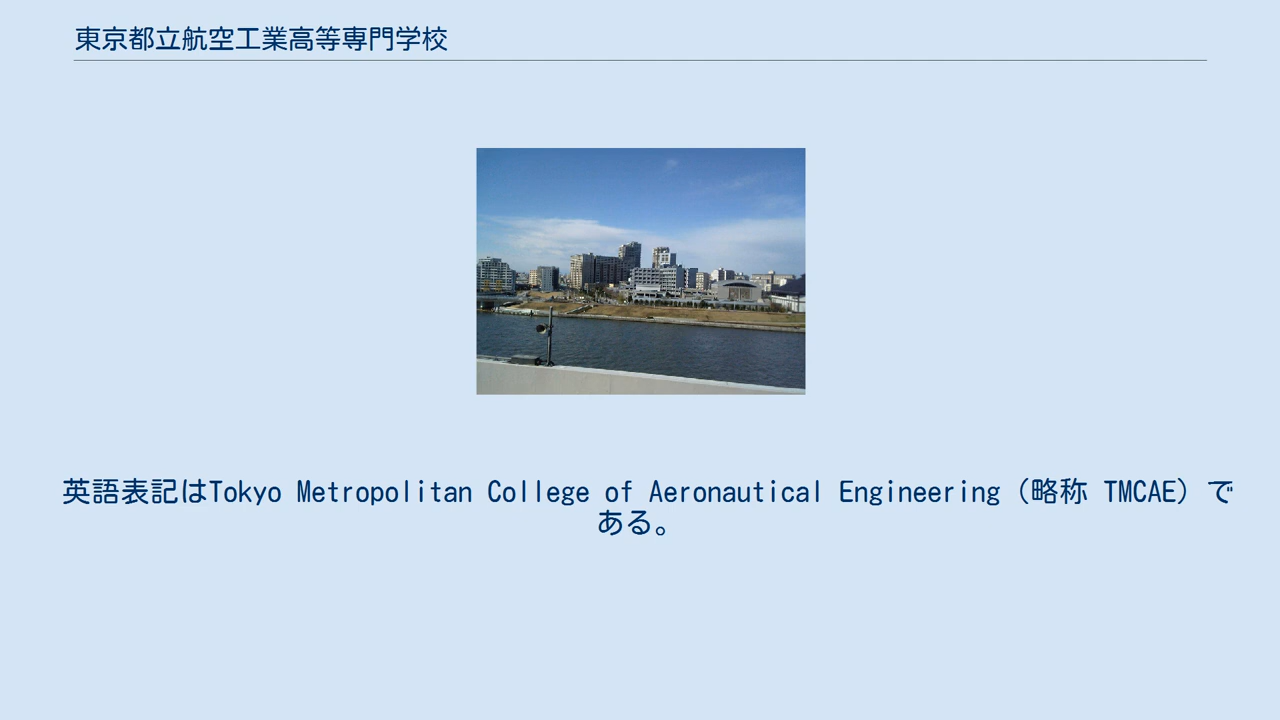 東京都立航空工業高等専門学校
英語表記はTokyo Metropolitan College of Aeronautical Engineering（略称 TMCAE）で
ある。